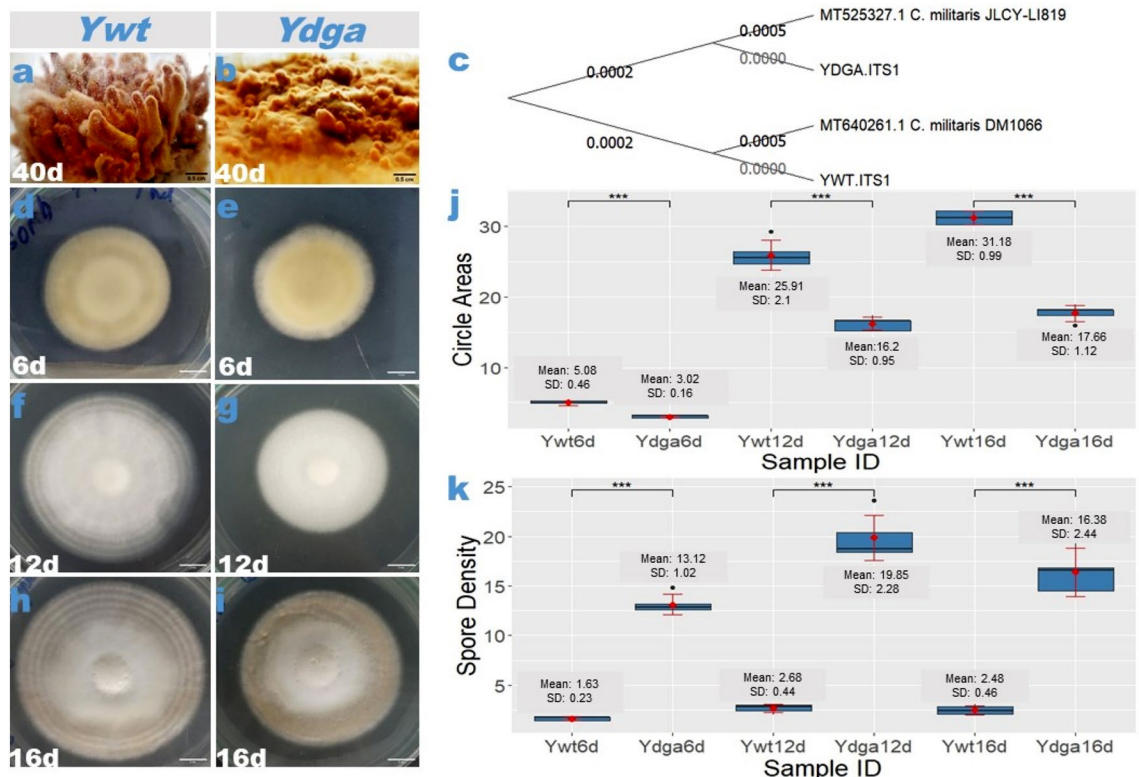 Ywt
Ydga
a
b
40d
40d
d
e
6d
6d
f
g
12d
12d
h
i
16d
16d
c
MT525327.1 C. militaris JLCY-LI819
0.0005
0.0000
0.0002
YDGA.ITS1
MT640261.1 C. militaris DM1066
0.0005
0.0002
0.0000
YWT.ITS1
j
***
***
***
Circle Areas
30
20
10
Mean: 31.18
SD: 0.99
Mean: 25.91
SD: 2.1
Mean: 17.66
SD: 1.12
Mean:16.2
SD: 0.95
Mean: 5.08
SD: 0.46
Mean: 3.02
SD: 0.16
Ywt6d
Ydga6d
Ywt12d
Ydga12d
Ywt16d
Ydga16d
Sample ID
k
***
***
***
Spore Density
25
20
15
10
5
Mean: 16.38
SD: 2.44
Mean: 13.12
SD: 1.02
Mean: 19.85
SD: 2.28
Mean: 1.63
SD: 0.23
Mean: 2.68
SD: 0.44
Mean: 2.48
SD: 0.46
Ywt6d
Ydga6d
Ywt12d
Ydga12d
Ywt16d
Ydga16d
Sample ID